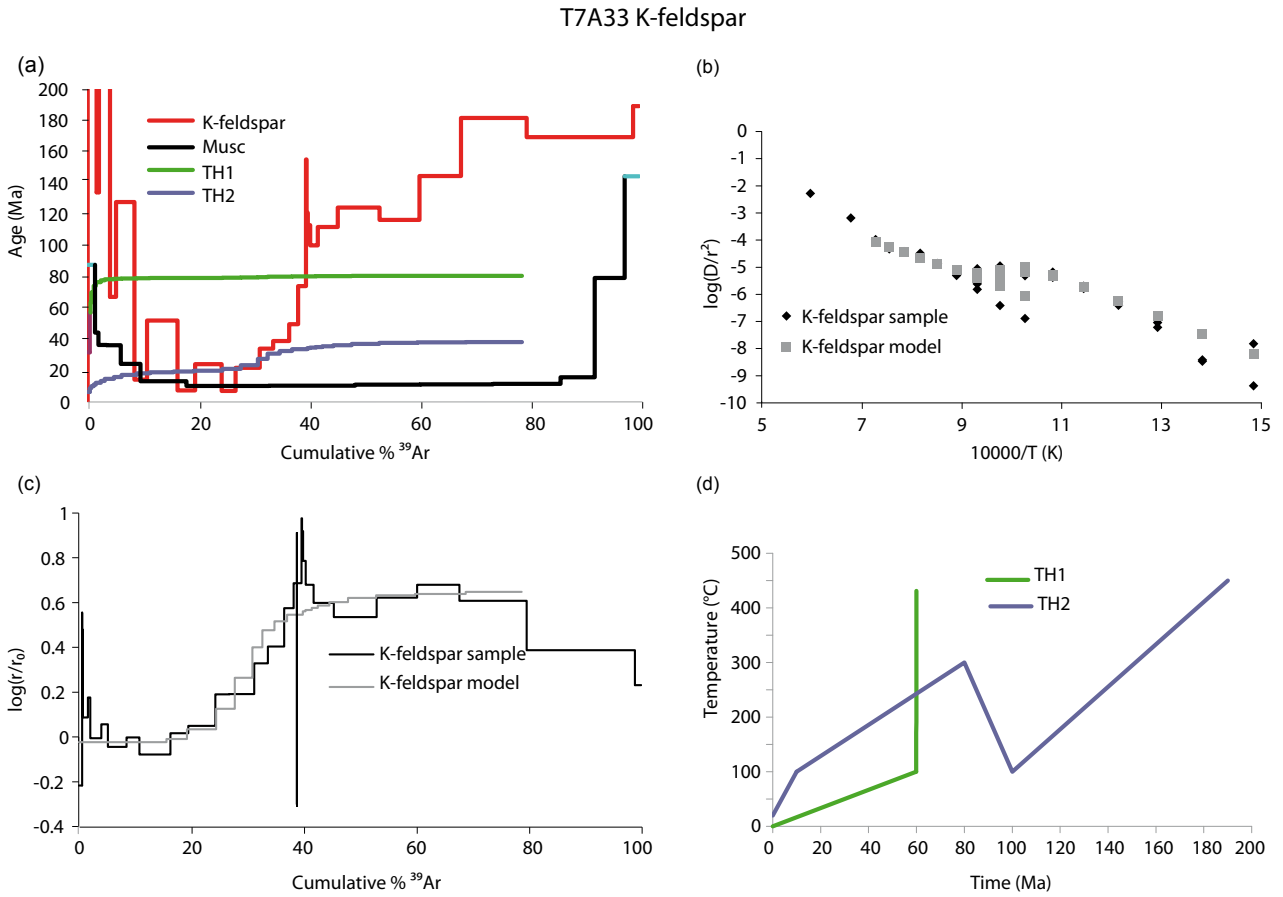 T7A33 K-feldspar
(a)
200
180
160
140
120
100
80
60
40
20
0
Age (Ma)
K-feldspar
Musc
TH1
TH2
0 20 40 60 80 100
Cumulative % ³⁹Ar
(b)
0
-1
-2
-3
-4
-5
-6
-7
-8
-9
-10
log(D/r²)
K-feldspar sample
K-feldspar model
5 7 9 11 13 15
10000/T (K)
(c)
1
0.8
0.6
0.4
0.2
0
-0.2
-0.4
log(r/r₀)
K-feldspar sample
K-feldspar model
0 20 40 60 80 100
Cumulative % ³⁹Ar
(d)
500
400
300
200
100
0
Temperature (°C)
TH1
TH2
0 20 40 60 80 100 120 140 160 180 200
Time (Ma)